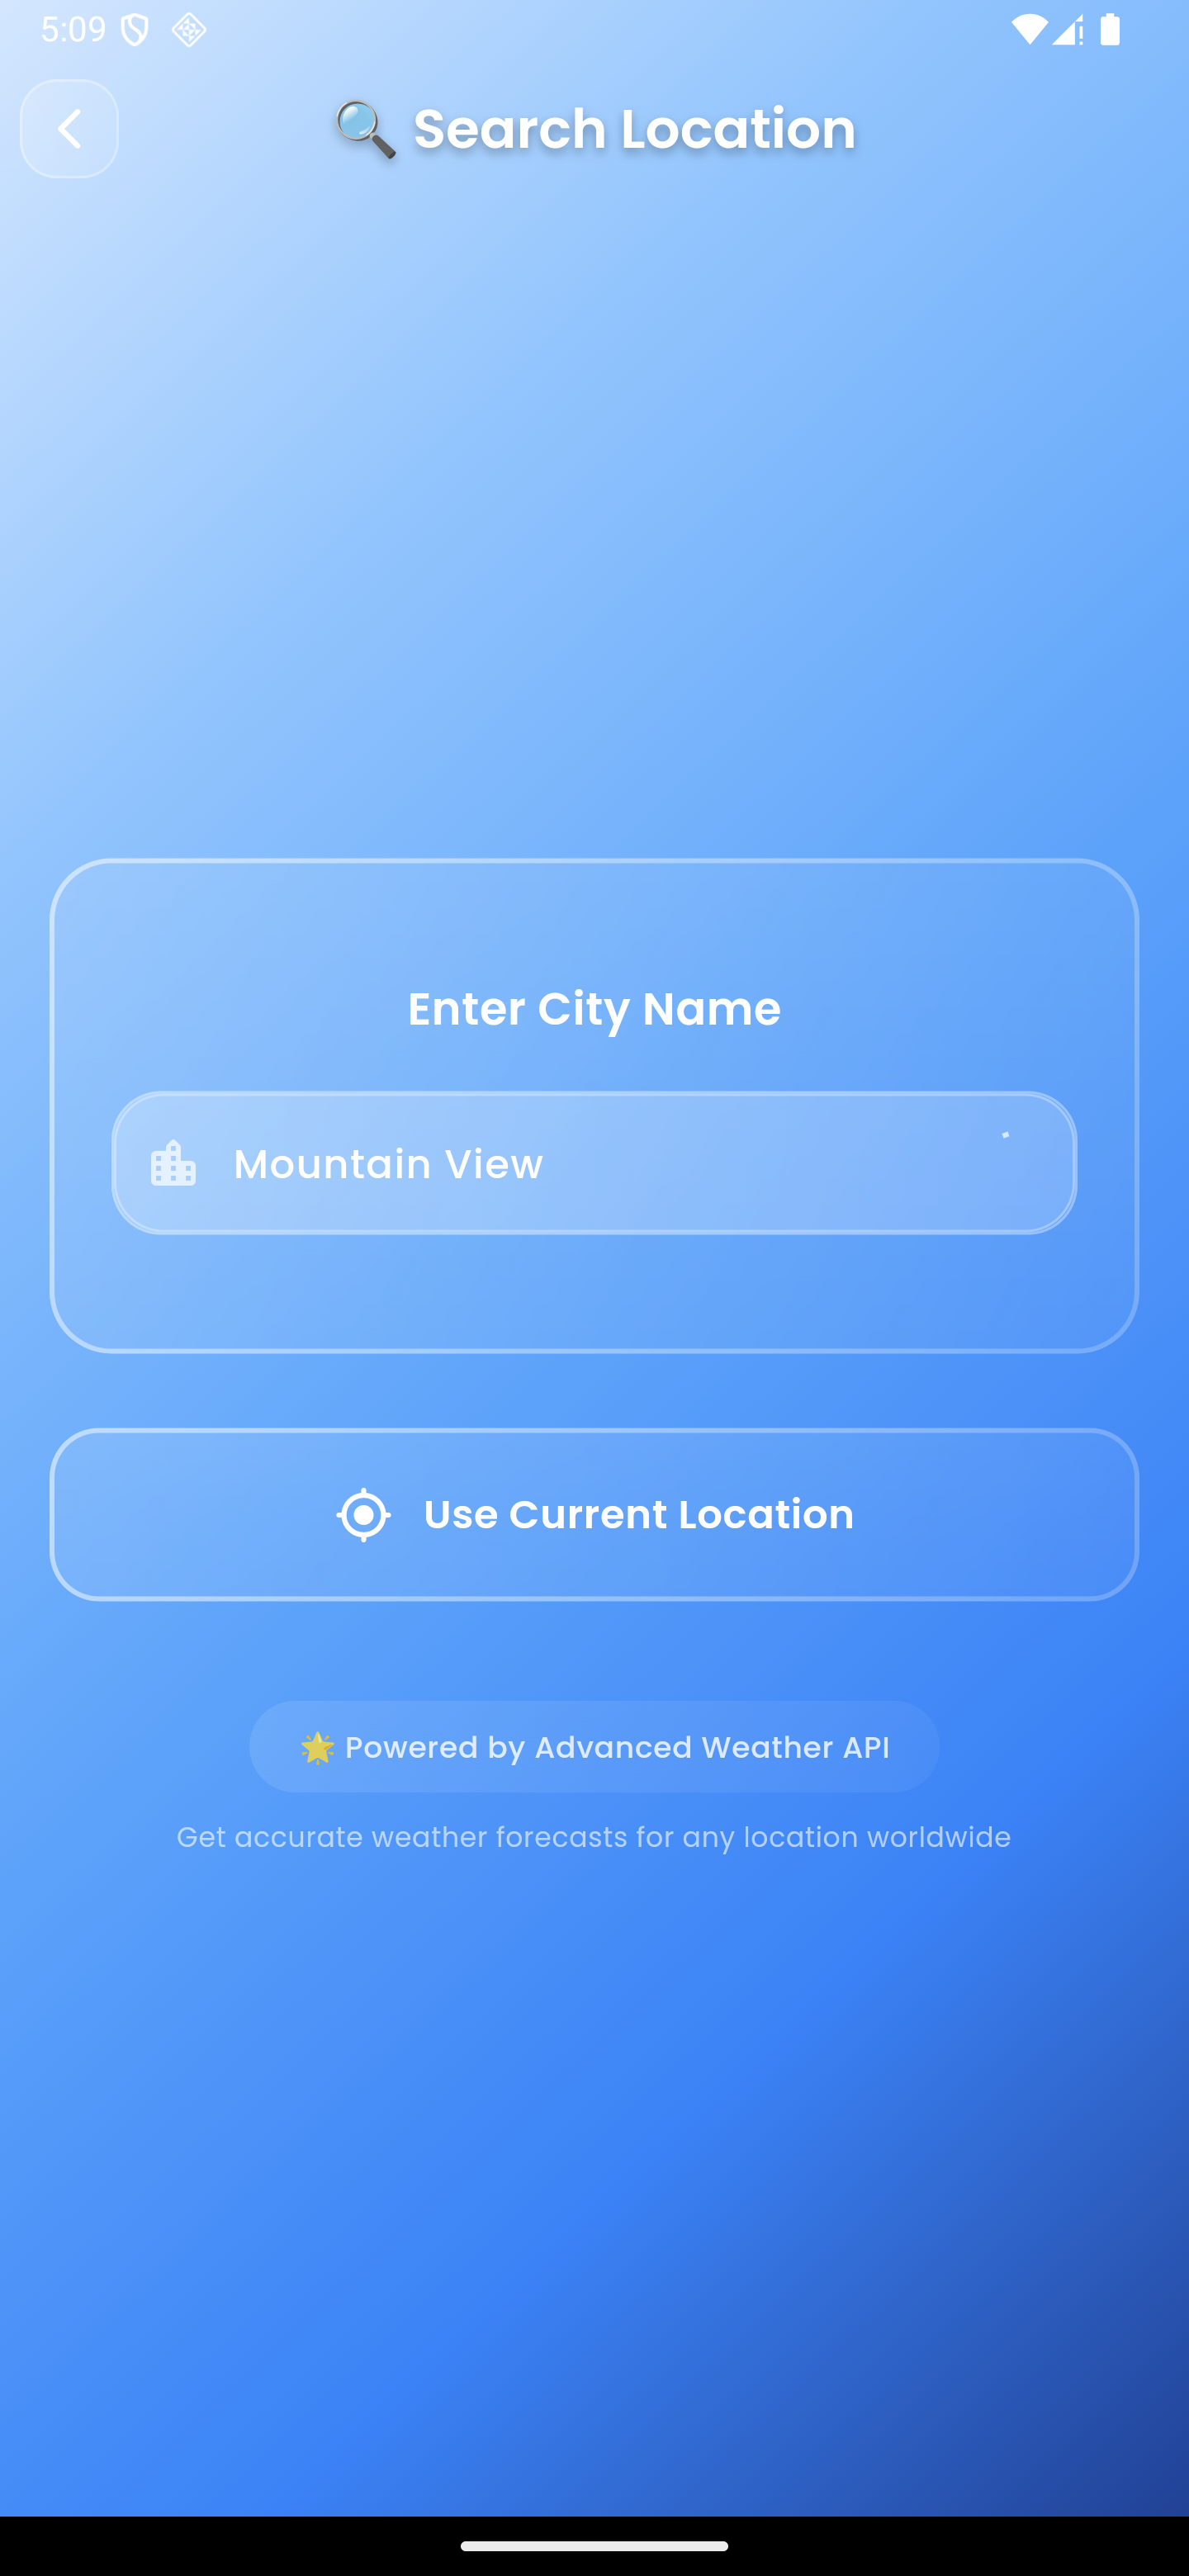 5:09
🔍 Search Location
Enter City Name
Mountain View
Use Current Location
🌟 Powered by Advanced Weather API
Get accurate weather forecasts for any location worldwide